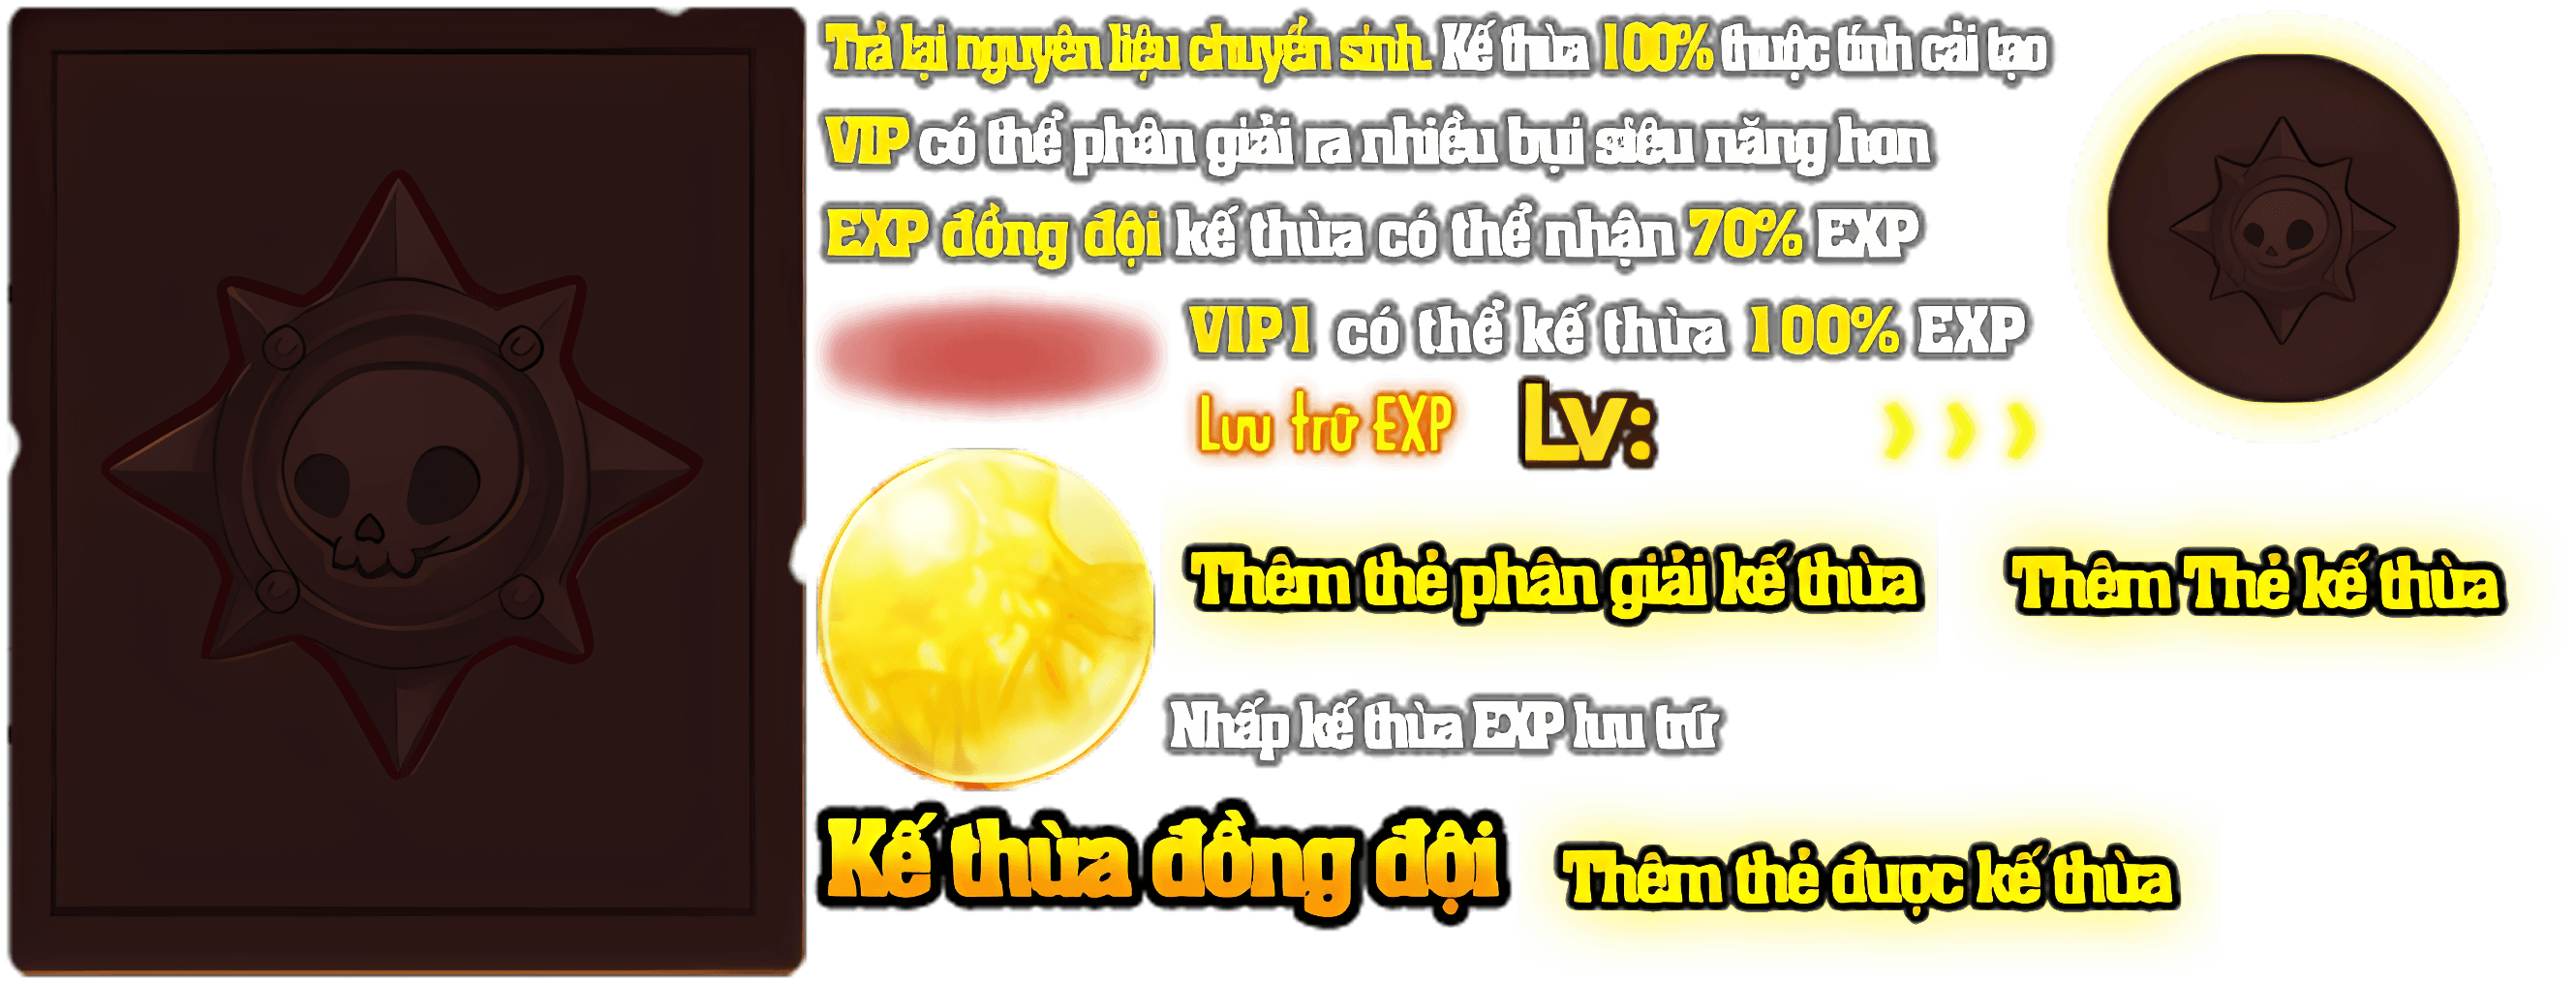 Trả lại nguyên liệu chuyển sinh. Kế thừa 100% thuộc tính cải tạo
VIP có thể phân giải ra nhiều bụi siêu năng hơn
EXP đồng đội kế thừa có thể nhận 70% EXP
VIP1 có thể kế thừa 100% EXP
Lưu trữ EXP Lv:
Thêm thẻ phân giải kế thừa
Thêm Thẻ kế thừa
Nhấp kế thừa EXP lưu trữ
Kế thừa đồng đội
Thêm thẻ được kế thừa